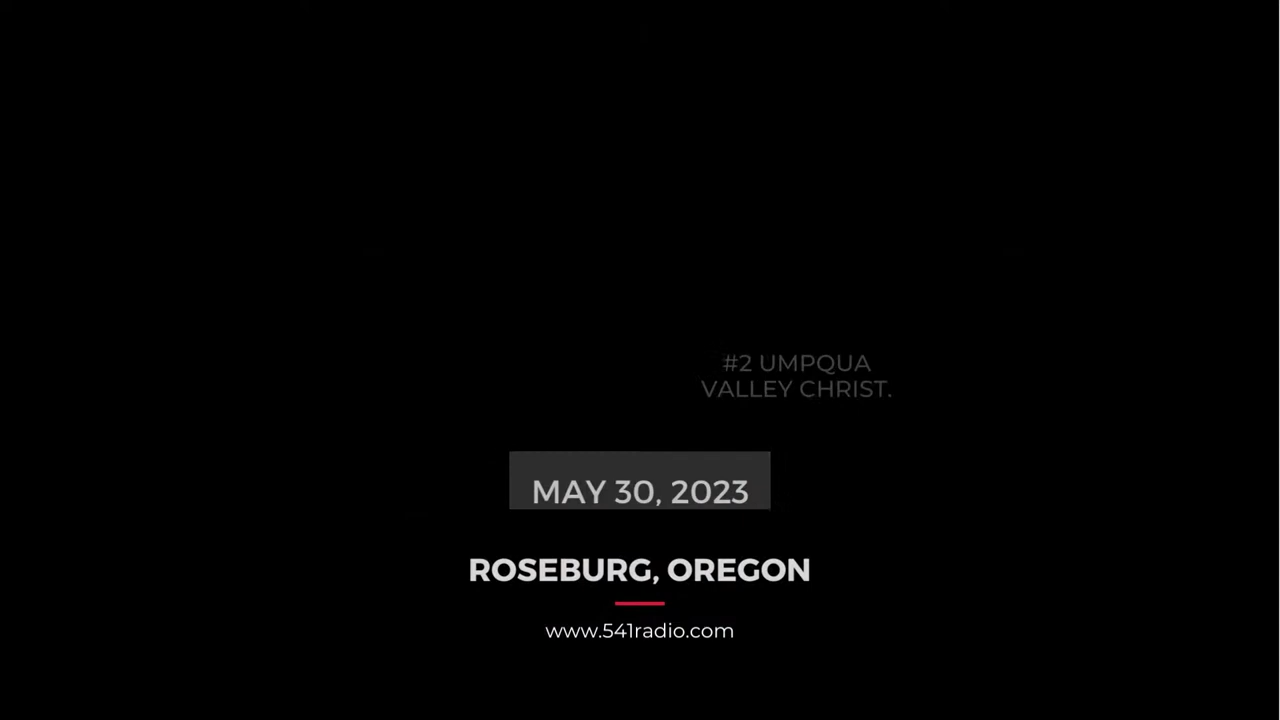 #2 UMPQUA
VALLEY CHRIST.
MAY 30, 2023
ROSEBURG, OREGON
www.541radio.com